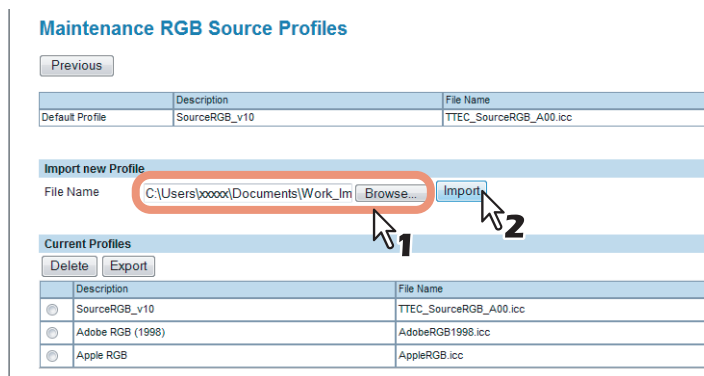 Maintenance RGB Source Profiles
Previous
Description File Name
Default Profile SourceRGB_v10 TTEC_SourceRGB_A00.icc
Import new Profile
File Name C:\Users\xxxxx\Documents\Work_Im Browse... Import
1 2
Current Profiles
Delete Export
Description File Name
SourceRGB_v10 TTEC_SourceRGB_A00.icc
Adobe RGB (1998) AdobeRGB1998.icc
Apple RGB AppleRGB.icc